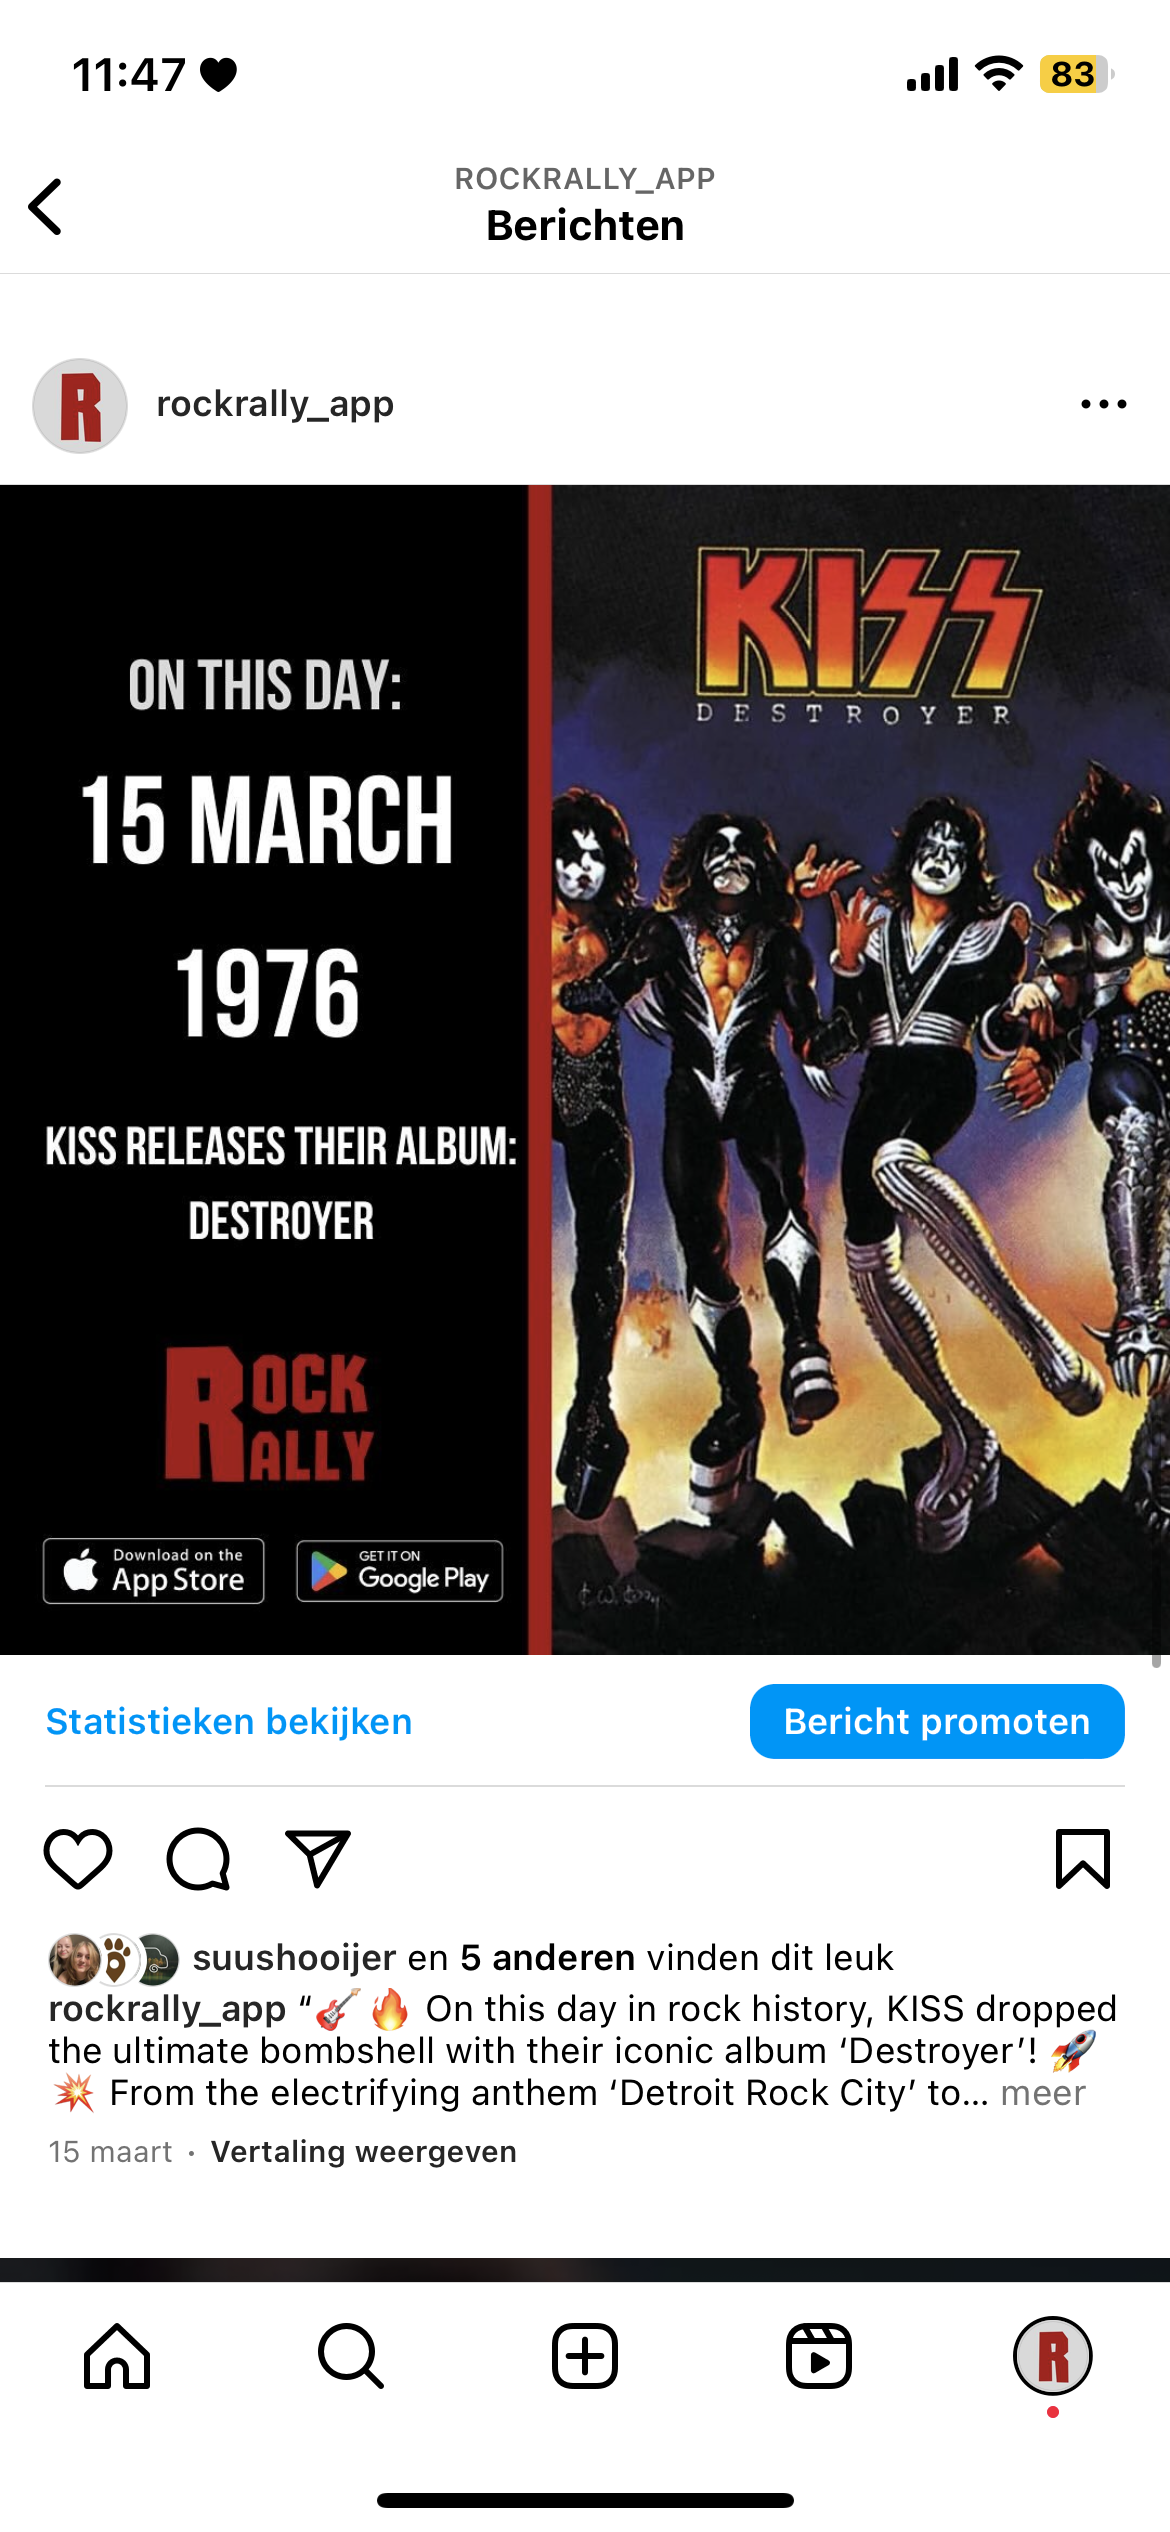 11:47
83
ROCKRALLY_APP
Berichten
rockrally_app
ON THIS DAY:
15 MARCH
1976
KISS RELEASES THEIR ALBUM:
DESTROYER
ROCK
RALLY
Download on the
App Store
GET IT ON
Google Play
KISS
DESTROYER
Statistieken bekijken
Bericht promoten
suushooijer en 5 anderen vinden dit leuk
rockrally_app “🎸🔥 On this day in rock history, KISS dropped
the ultimate bombshell with their iconic album ‘Destroyer’! 🚀
💥 From the electrifying anthem ‘Detroit Rock City’ to... meer
15 maart • Vertaling weergeven